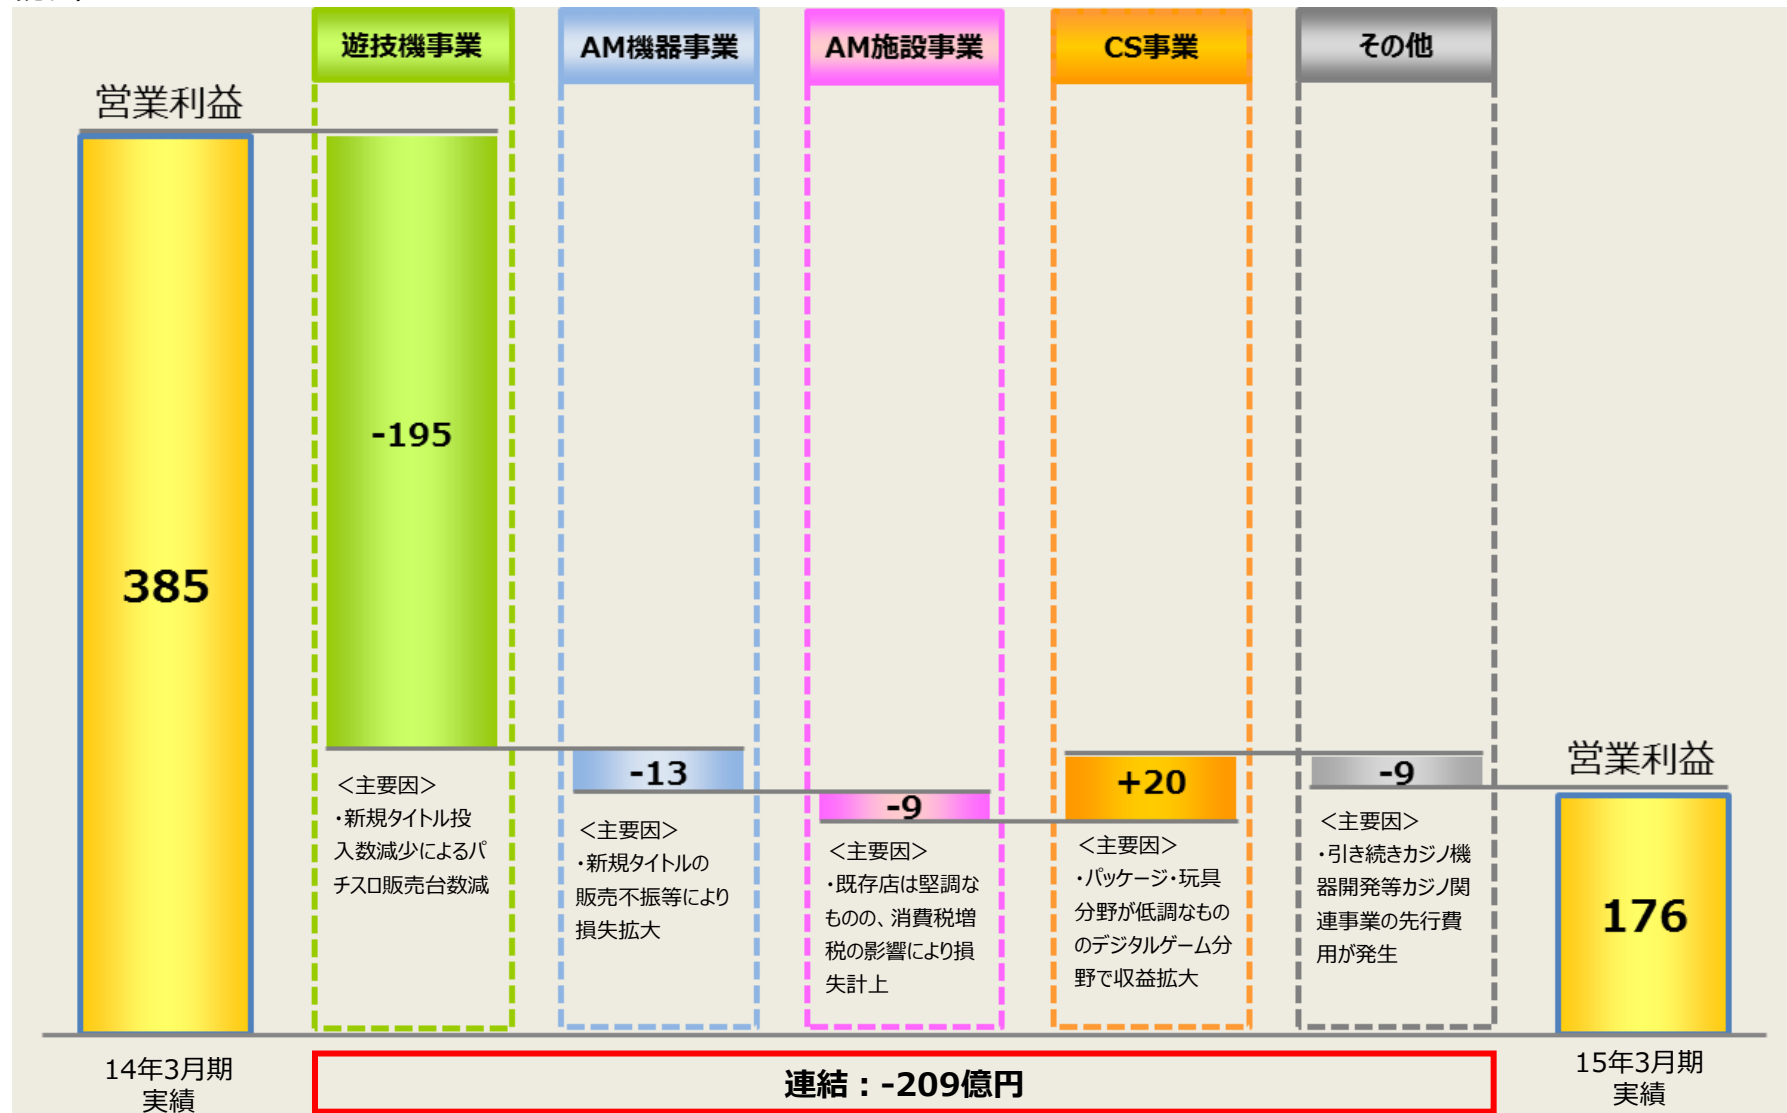 遊技機事業
AM機器事業
AM施設事業
CS事業
その他
営業利益
385
-195
-13
-9
+20
-9
営業利益
176
＜主要因＞
・新規タイトル投
入数減少によるパ
チスロ販売台数減
＜主要因＞
・新規タイトルの
販売不振等により
損失拡大
＜主要因＞
・既存店は堅調な
ものの、消費税増
税の影響により損
失計上
＜主要因＞
・パッケージ・玩具
分野が低調なもの
のデジタルゲーム分
野で収益拡大
＜主要因＞
・引き続きカジノ機
器開発等カジノ関
連事業の先行費
用が発生
14年3月期
実績
連結：-209億円
15年3月期
実績